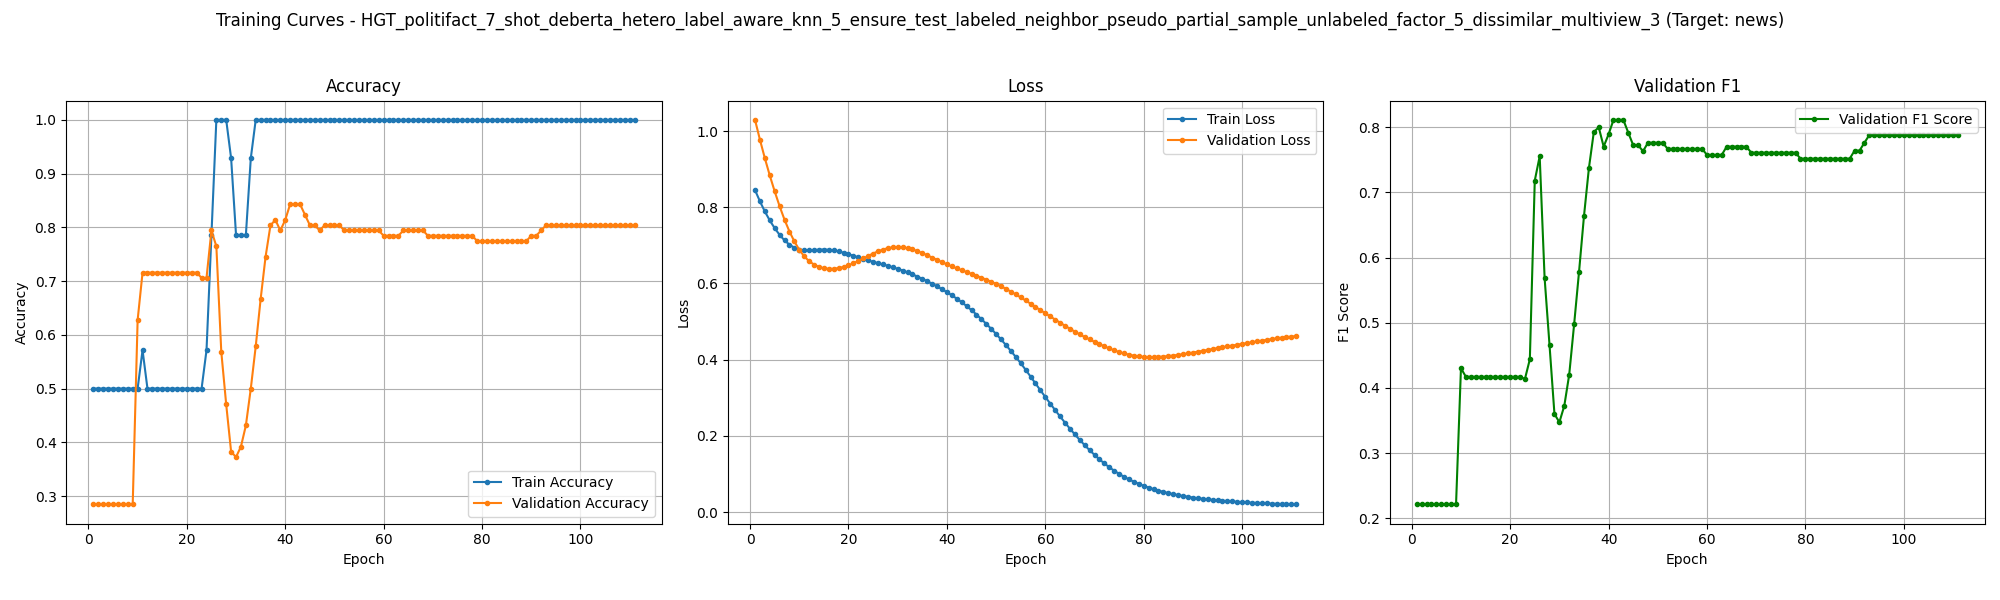 Training Curves - HGT_politifact_7_shot_deberta_hetero_label_aware_knn_5_ensure_test_labeled_neighbor_pseudo_partial_sample_unlabeled_factor_5_dissimilar_multiview_3 (Target: news)
Accuracy
1.0
0.9
0.8
0.7
0.6
0.5
0.4
0.3
Accuracy
Train Accuracy
Validation Accuracy
0 20 40 60 80 100
Epoch
Loss
1.0
0.8
0.6
0.4
0.2
0.0
Loss
Train Loss
Validation Loss
0 20 40 60 80 100
Epoch
Validation F1
0.8
0.7
0.6
0.5
0.4
0.3
0.2
F1 Score
Validation F1 Score
0 20 40 60 80 100
Epoch